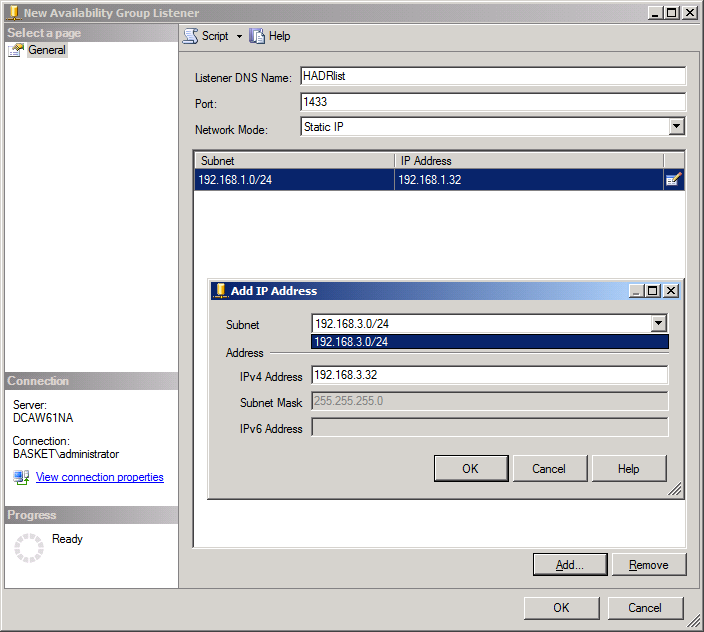 New Availability Group Listener
Select a page
General
Script
Help
Listener DNS Name:
HADRlist
Port:
1433
Network Mode:
Static IP
Subnet
IP Address
192.168.1.0/24
192.168.1.32
Add IP Address
Subnet
192.168.3.0/24
192.168.3.0/24
Address
IPv4 Address
192.168.3.32
Subnet Mask
255.255.255.0
IPv6 Address
OK
Cancel
Help
Connection
Server:
DCAW61NA
Connection:
BASKET\administrator
View connection properties
Progress
Ready
Add...
Remove
OK
Cancel